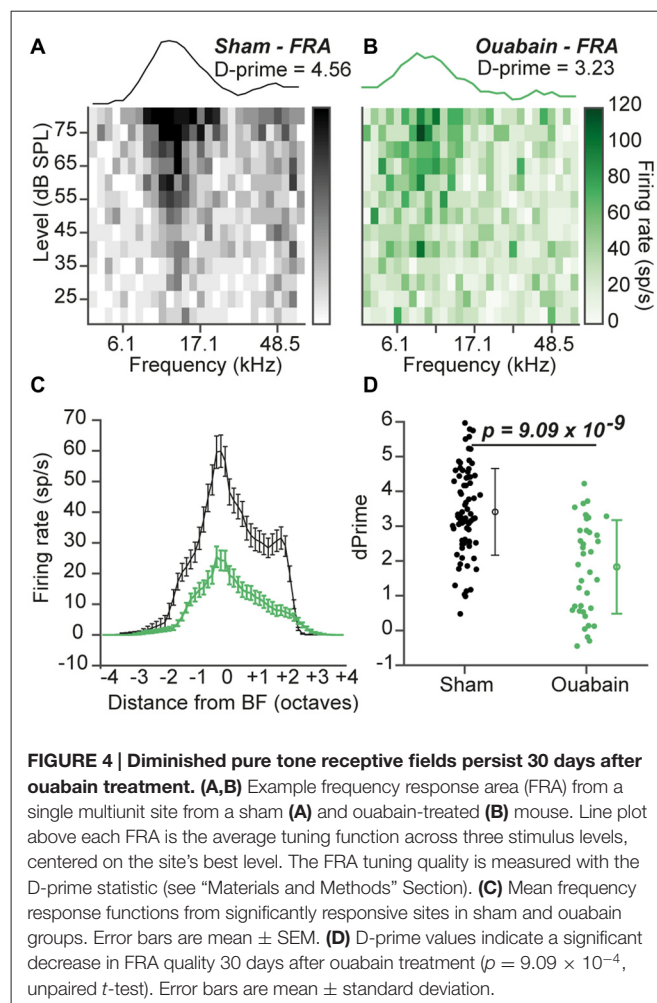 A
Sham - FRA
D-prime = 4.56
B
Ouabain - FRA
D-prime = 3.23
Level (dB SPL)
75
65
55
45
35
25
6.1 17.1 48.5
Frequency (kHz)
6.1 17.1 48.5
Frequency (kHz)
120
100
80
60
40
20
0
Firing rate (sp/s)
C
Firing rate (sp/s)
70
60
50
40
30
20
10
0
-10
-4 -3 -2 -1 0 +1 +2 +3 +4
Distance from BF (octaves)
D
dPrime
6
5
4
3
2
1
0
-1
p = 9.09 x 10-9
Sham Ouabain
FIGURE 4 | Diminished pure tone receptive fields persist 30 days after
ouabain treatment. (A,B) Example frequency response area (FRA) from a
single multiunit site from a sham (A) and ouabain-treated (B) mouse. Line plot
above each FRA is the average tuning function across three stimulus levels,
centered on the site's best level. The FRA tuning quality is measured with the
D-prime statistic (see “Materials and Methods” Section). (C) Mean frequency
response functions from significantly responsive sites in sham and ouabain
groups. Error bars are mean ± SEM. (D) D-prime values indicate a significant
decrease in FRA quality 30 days after ouabain treatment (p = 9.09 × 10−4,
unpaired t-test). Error bars are mean ± standard deviation.